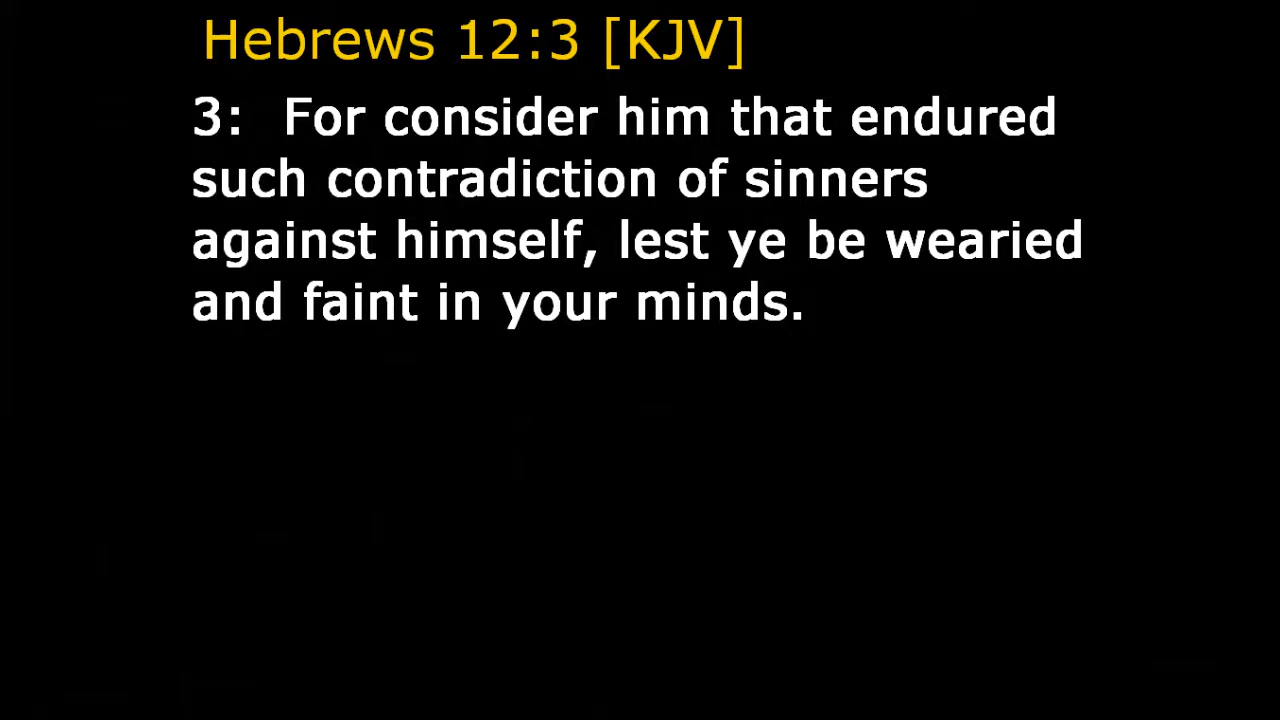 Hebrews 12:3 [KJV]
3:  For consider him that endured
such contradiction of sinners
against himself, lest ye be wearied
and faint in your minds.